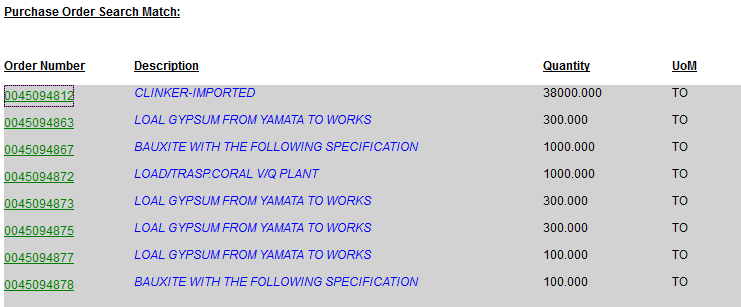 Purchase Order Search Match:
Order Number Description Quantity UoM
0045094812 CLINKER-IMPORTED 38000.000 TO
0045094863 LOAL GYPSUM FROM YAMATA TO WORKS 300.000 TO
0045094867 BAUXITE WITH THE FOLLOWING SPECIFICATION 1000.000 TO
0045094872 LOAD/TRASP.CORAL V/Q PLANT 1000.000 TO
0045094873 LOAL GYPSUM FROM YAMATA TO WORKS 300.000 TO
0045094875 LOAL GYPSUM FROM YAMATA TO WORKS 300.000 TO
0045094877 LOAL GYPSUM FROM YAMATA TO WORKS 100.000 TO
0045094878 BAUXITE WITH THE FOLLOWING SPECIFICATION 100.000 TO